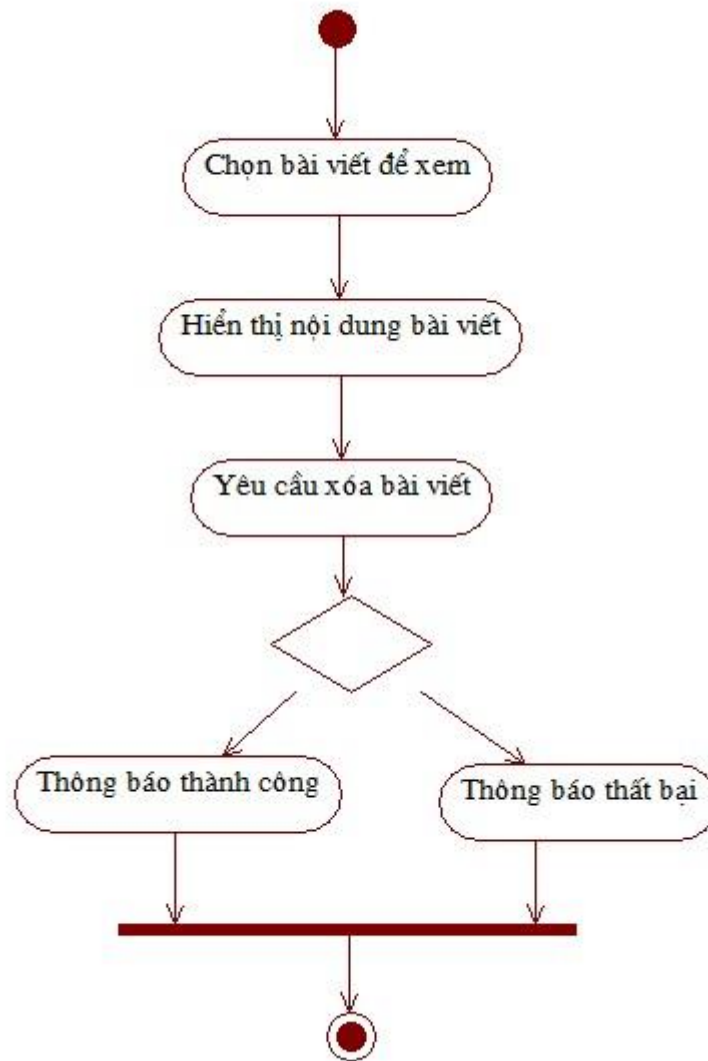 Chọn bài viết để xem
Hiển thị nội dung bài viết
Yêu cầu xóa bài viết
Thông báo thành công
Thông báo thất bại